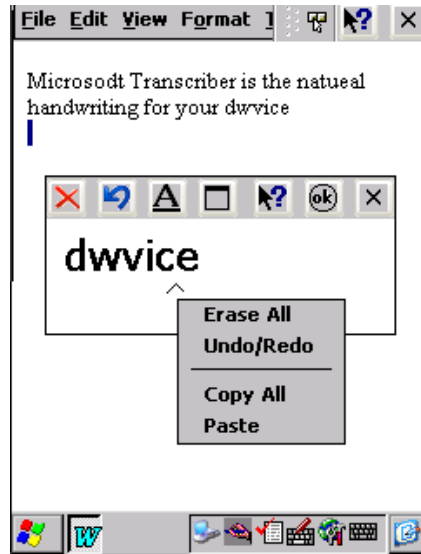 File Edit View Format
Microsodt Transcriber is the natueal
handwriting for your dwvice
A ? ok
dwvice
Erase All
Undo/Redo
Copy All
Paste
W